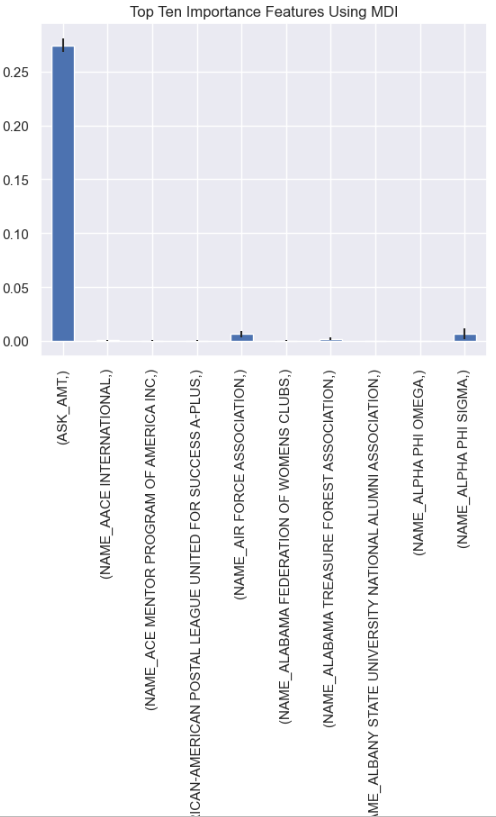 Top Ten Importance Features Using MDI
0.25
0.20
0.15
0.10
0.05
0.00
(ASK_AMT,)
(NAME_AACE INTERNATIONAL,)
(NAME_ACE MENTOR PROGRAM OF AMERICA INC,)
RICAN-AMERICAN POSTAL LEAGUE UNITED FOR SUCCESS A-PLUS,)
(NAME_AIR FORCE ASSOCIATION,)
(NAME_ALABAMA FEDERATION OF WOMENS CLUBS,)
(NAME_ALABAMA TREASURE FOREST ASSOCIATION,)
AME_ALBANY STATE UNIVERSITY NATIONAL ALUMNI ASSOCIATION,)
(NAME_ALPHA PHI OMEGA,)
(NAME_ALPHA PHI SIGMA,)